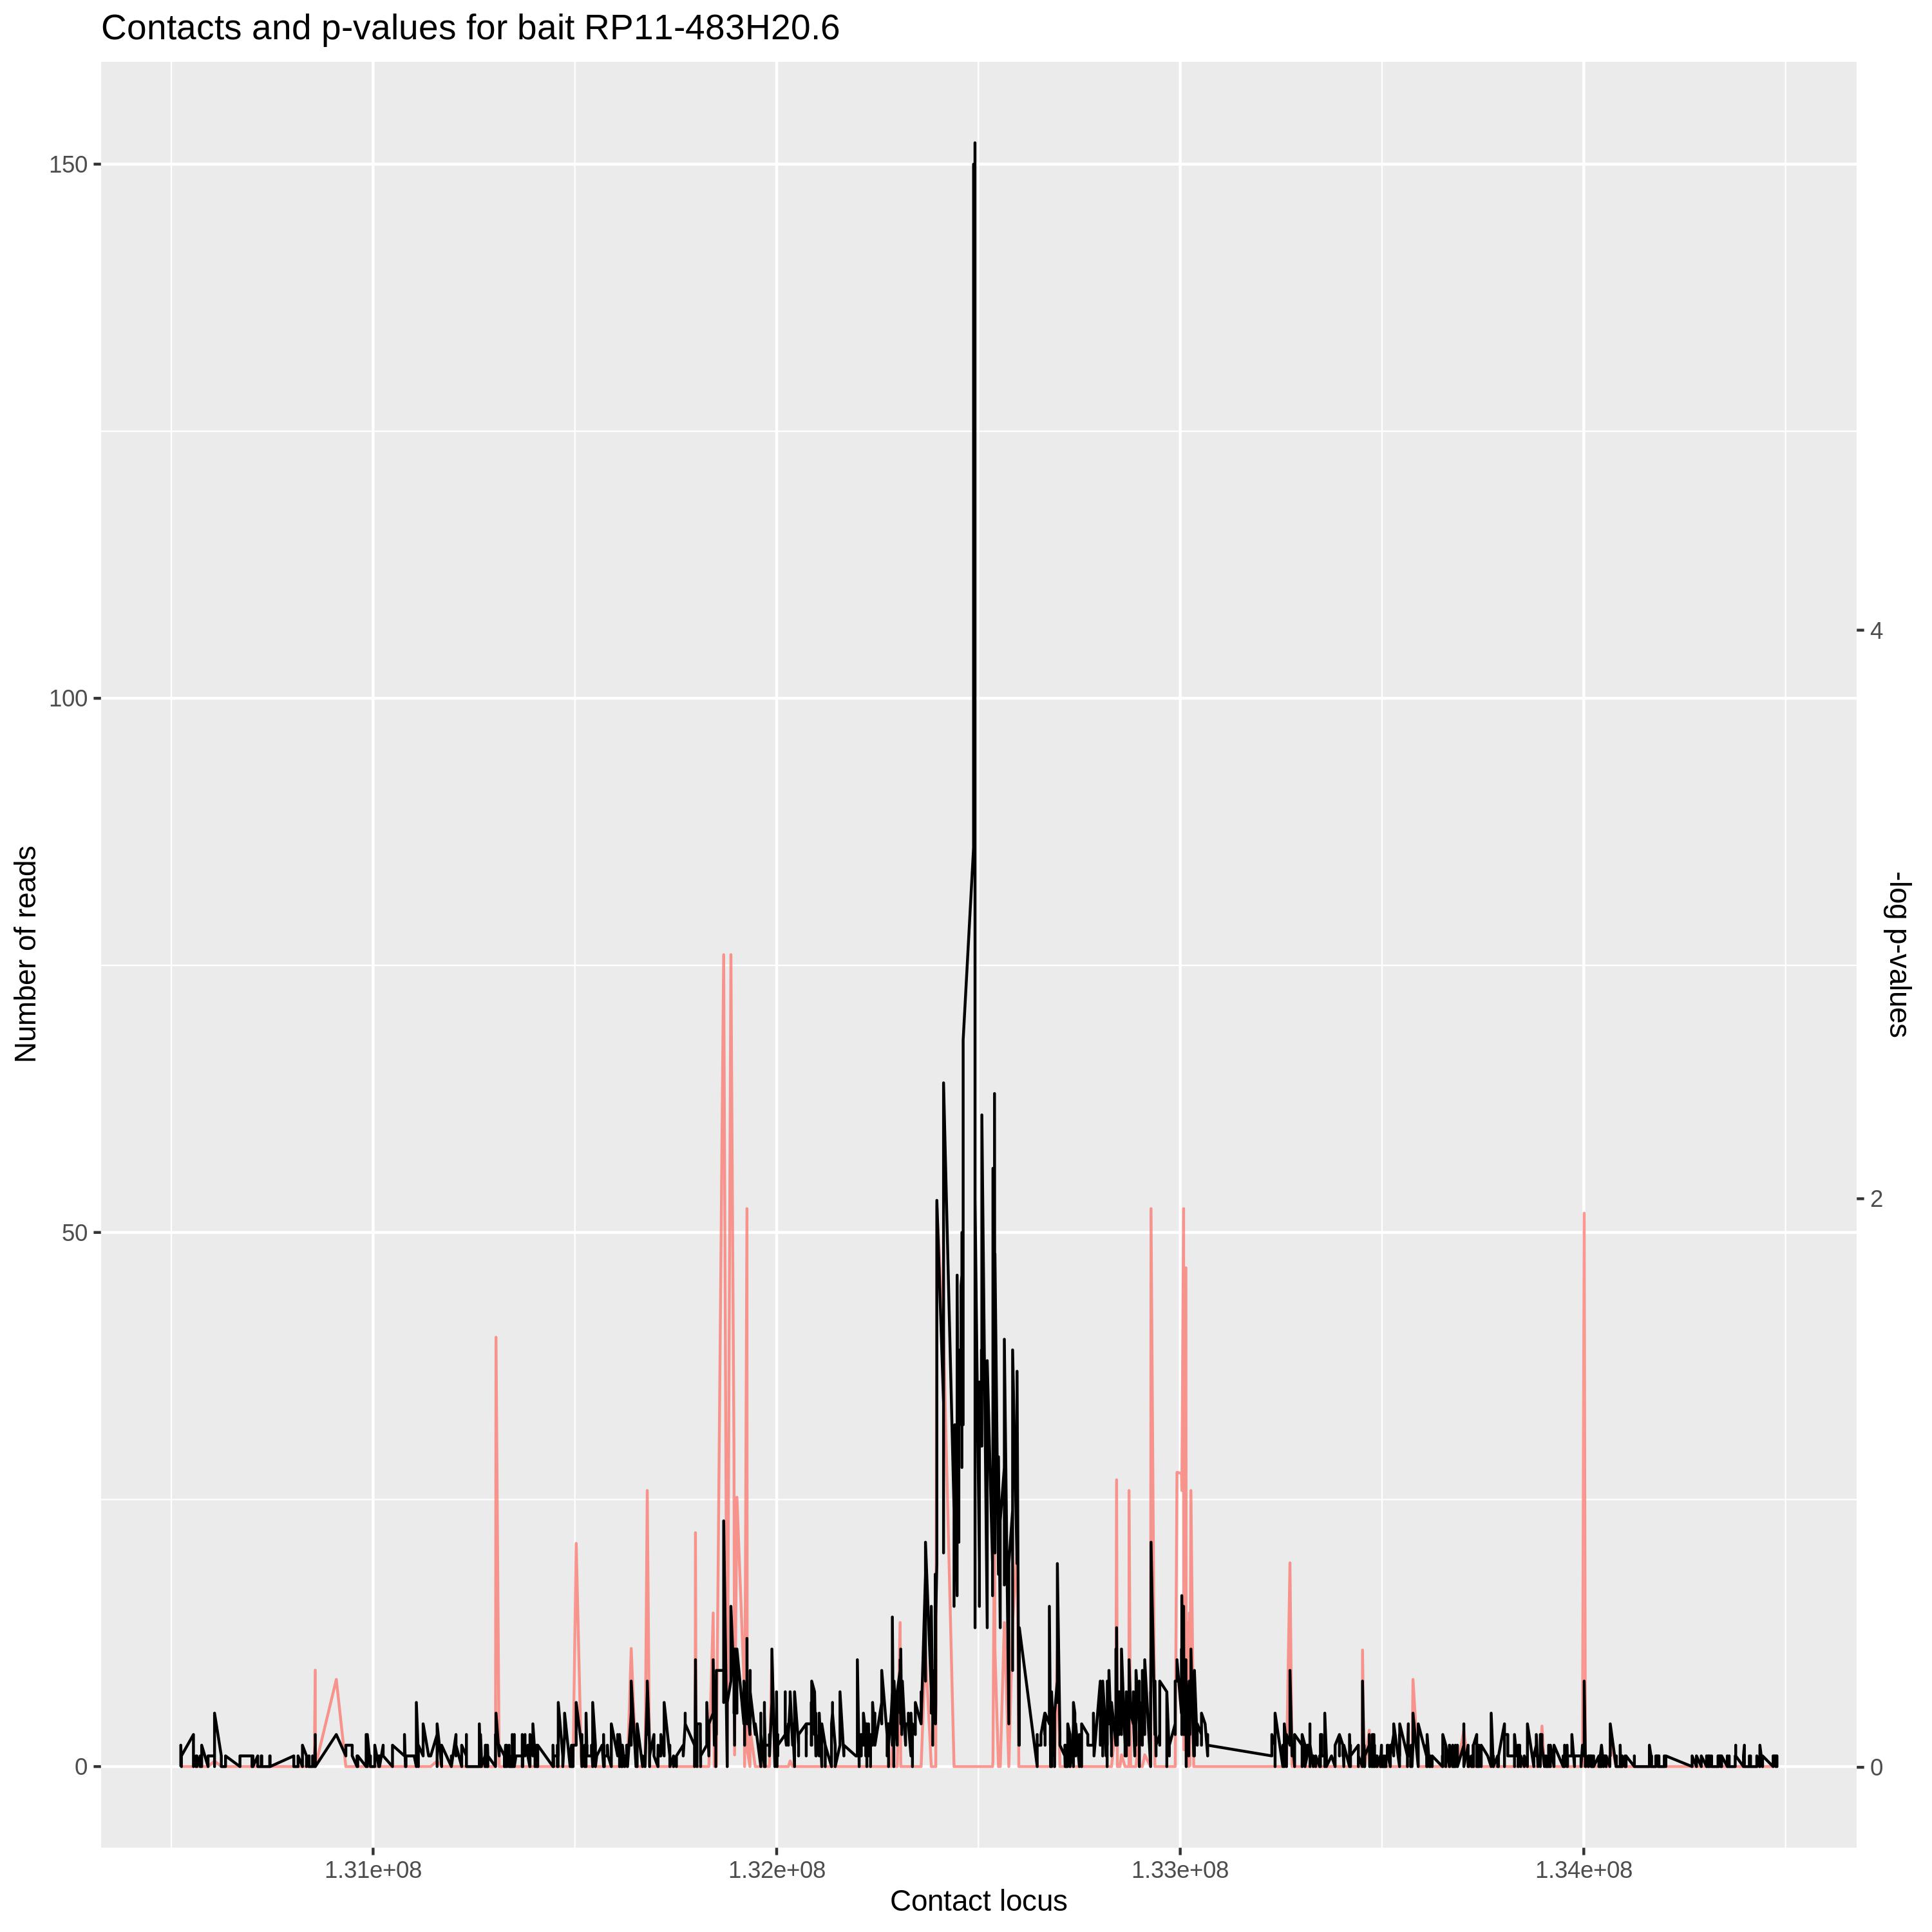 Contacts and p-values for bait RP11-483H20.6
150
100
50
0
Number of reads
4
2
0
-log p-values
1.31e+08
1.32e+08
1.33e+08
1.34e+08
Contact locus